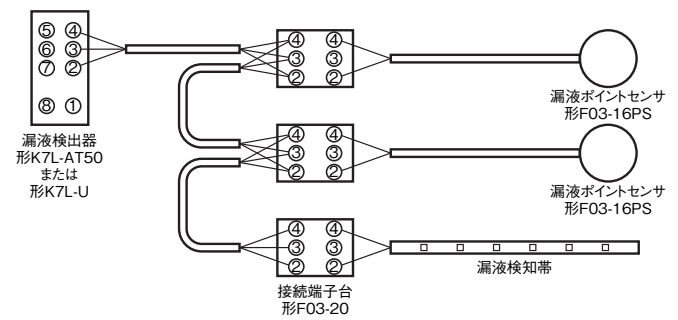 ⑤ ④
⑥ ③
⑦ ②
⑧ ①
漏液検出器
形K7L-AT50
または
形K7L-U
④ ④
③ ③
② ②
漏液ポイントセンサ
形F03-16PS
④ ④
③ ③
② ②
漏液ポイントセンサ
形F03-16PS
④ ④
③ ③
② ②
接続端子台
形F03-20
漏液検知帯